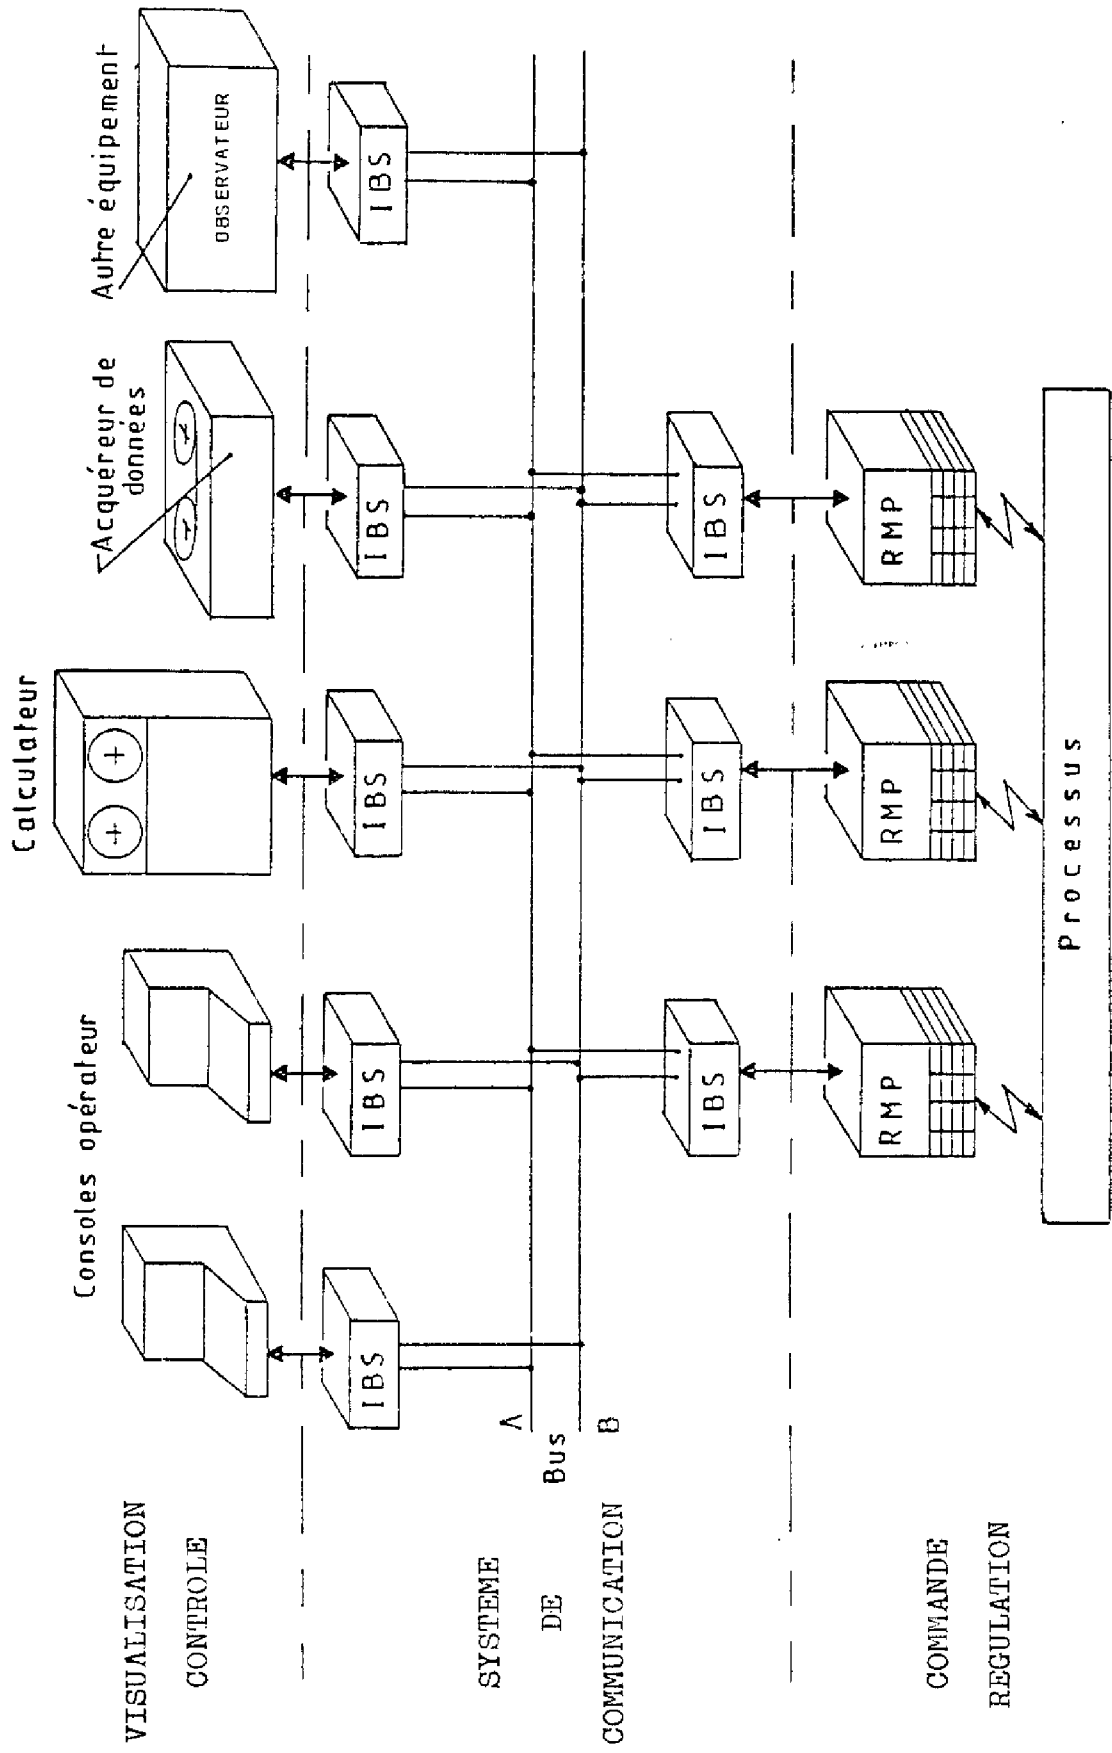 VISUALISATION
CONTROLE
Consoles opérateur
Calculateur
Acquéreur de
données
Autre équipement
OBSERVATEUR
IBS
IBS
IBS
IBS
IBS
SYSTEME
DE
COMMUNICATION
A
Bus
B
IBS
IBS
IBS
COMMANDE
REGULATION
RMP
RMP
RMP
Processus